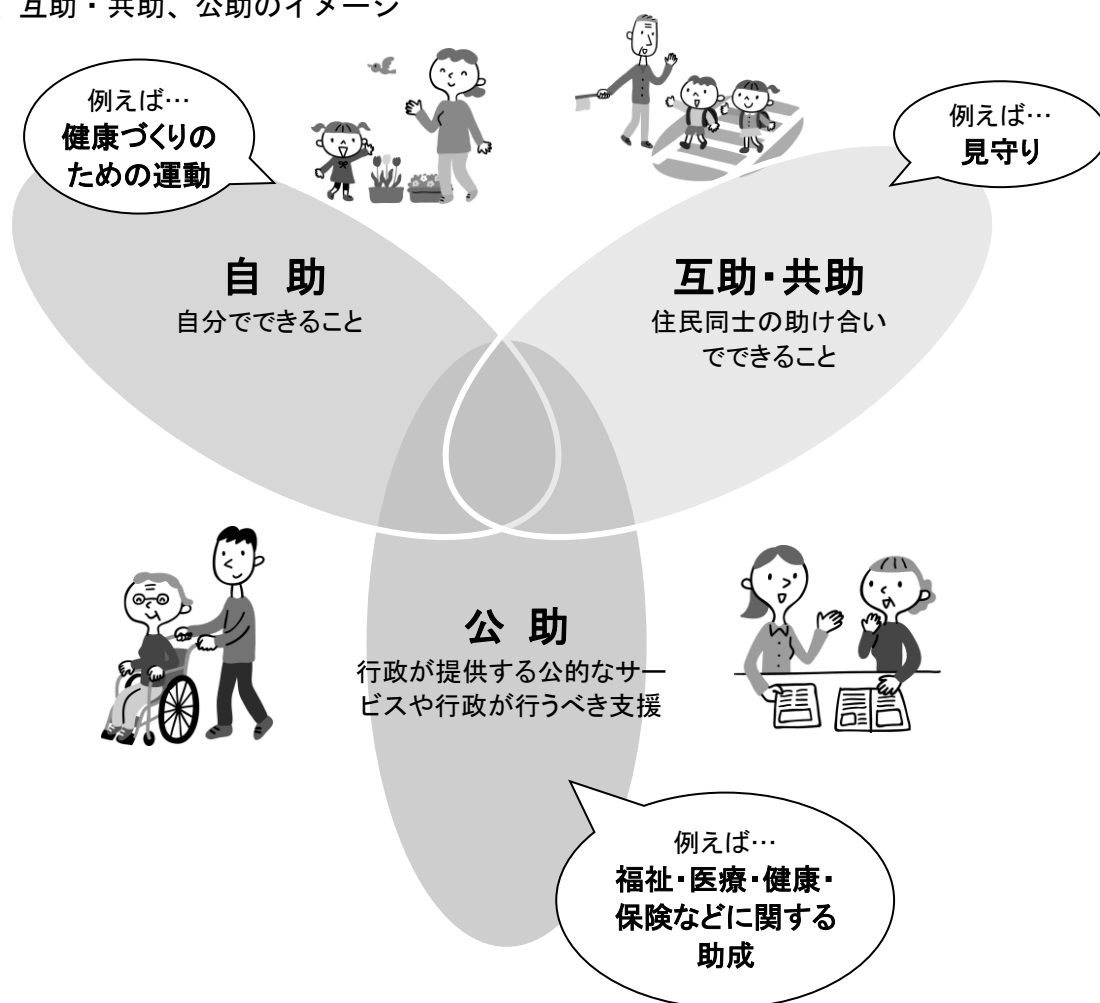 互助・共助、公助のイメージ
例えば…
健康づくりの
ための運動
例えば…
見守り
自 助
自分でできること
互助・共助
住民同士の助け合い
でできること
公 助
行政が提供する公的なサー
ビスや行政が行うべき支援
例えば…
福祉・医療・健康・
保険などに関する
助成